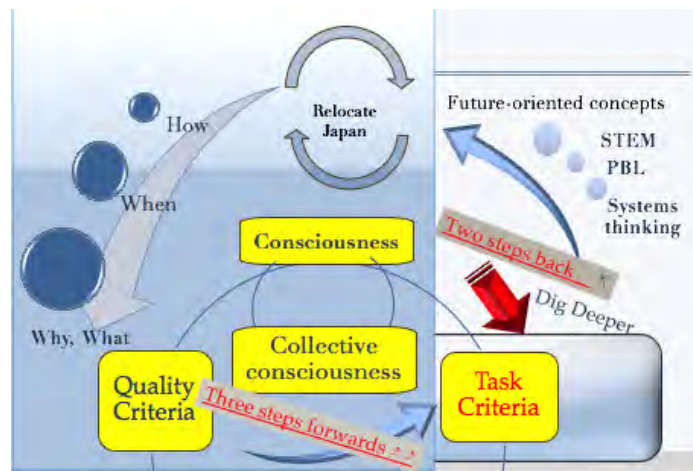 How
When
Why, What
Relocate
Japan
Future-oriented concepts
STEM
PBL
Systems
thinking
Consciousness
Two steps back
Dig Deeper
Collective
consciousness
Quality
Criteria
Three steps forwards ↗↗
Task
Criteria